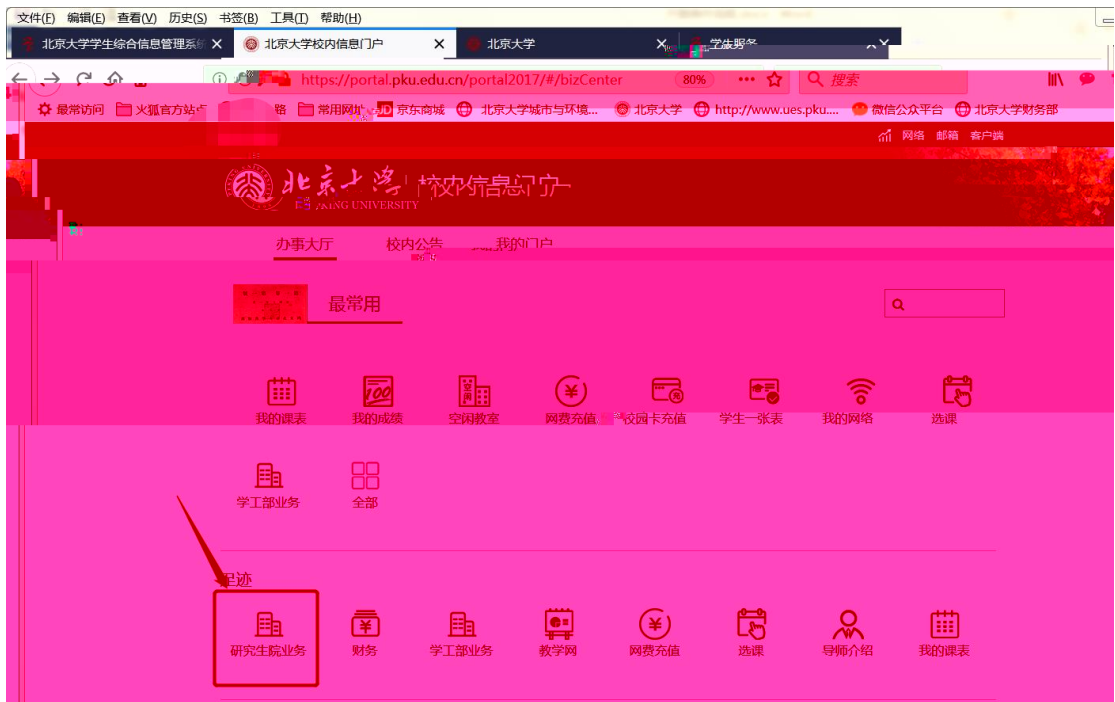 文件(F) 编辑(E) 查看(V) 历史(S) 书签(B) 工具(T) 帮助(H)
北京大学学生综合信息管理系统 × 北京大学校内信息门户 × 北京大学 ×
https://portal.pku.edu.cn/portal2017/#/bizCenter 80% ••• 搜索
最常访问 火狐官方站点 常用网址 JD 京东商城 北京大学城市与环境... 北京大学 http://www.ues.pku.... 微信公众平台 北京大学财务部
网络 邮箱 客户端
北京大学 校内信息门户
UNIVERSITY
办事大厅 校内公告 我的门户
最常用
我的课表 我的成绩 空闲教室 网费充值 校园卡充值 学生一张表 我的网络 选课
学工部业务 全部
足迹
研究生院业务 财务 学工部业务 教学网 网费充值 选课 导师介绍 我的课表